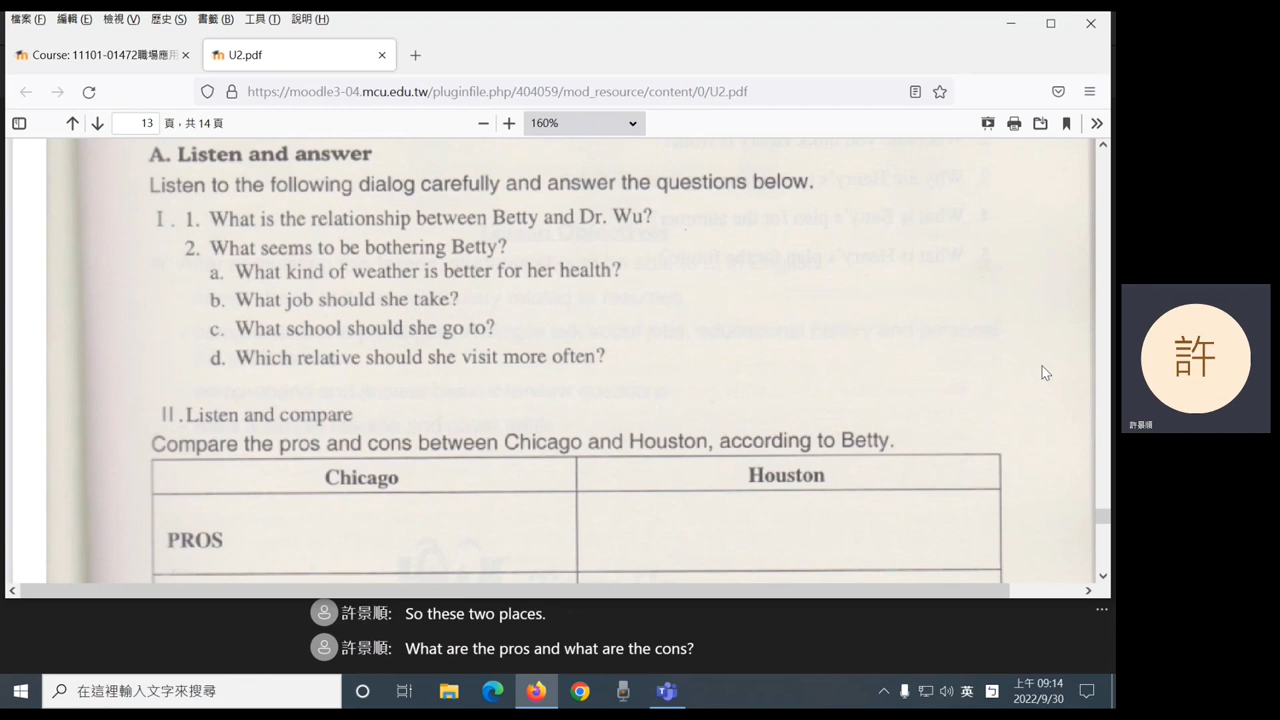 檔案(F) 編輯(E) 檢視(V) 歷史(S) 書籤(B) 工具(T) 說明(H)
Course: 11101-01472職場應用
U2.pdf
https://moodle3-04.mcu.edu.tw/pluginfile.php/404059/mod_resource/content/0/U2.pdf
13 頁，共 14 頁
160%
A. Listen and answer
Listen to the following dialog carefully and answer the questions below.
I. 1. What is the relationship between Betty and Dr. Wu?
2. What seems to be bothering Betty?
a. What kind of weather is better for her health?
b. What job should she take?
c. What school should she go to?
d. Which relative should she visit more often?
II. Listen and compare
Compare the pros and cons between Chicago and Houston, according to Betty.
Chicago Houston
PROS
許
許景順
許景順: So these two places.
許景順: What are the pros and what are the cons?
在這裡輸入文字來搜尋
英
上午 09:14
2022/9/30